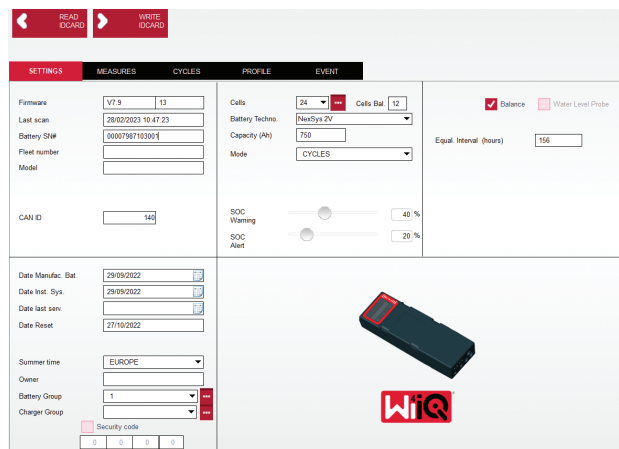 READ
IDCARD
WRITE
IDCARD
SETTINGS MEASURES CYCLES PROFILE EVENT
Firmware V7.9 13
Last scan 28/02/2023 10:47:23
Battery SN# 00007987103001
Fleet number
Model
CAN ID 140
Cells 24 Cells Bal. 12
Battery Techno. NexSys 2V
Capacity (Ah) 750
Mode CYCLES
SOC
Warning 40 %
SOC
Alert 20 %
Balance Water Level Probe
Equal. Interval (hours) 156
Date Manufac. Bat. 29/09/2022
Date Inst. Sys. 29/09/2022
Date last serv.
Date Reset 27/10/2022
Summer time EUROPE
Owner
Battery Group 1
Charger Group
Security code
0 0 0 0
WiiQ